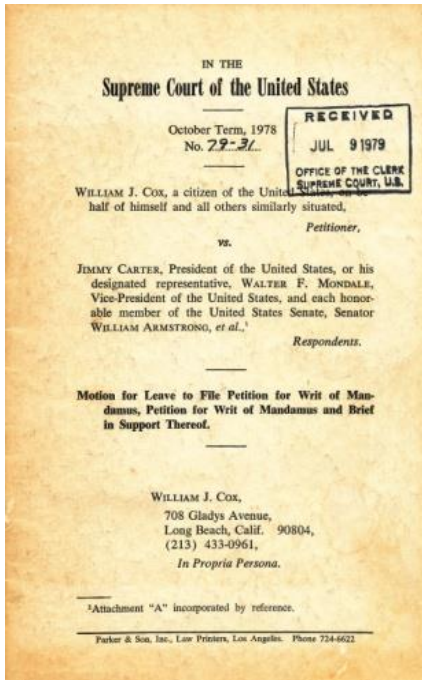 IN THE
Supreme Court of the United States
October Term, 1978
No. 79-31
RECEIVED
JUL 9 1979
OFFICE OF THE CLERK
SUPREME COURT, U.S.
WILLIAM J. COX, a citizen of the United States, on be-
half of himself and all others similarly situated,
Petitioner,
vs.
JIMMY CARTER, President of the United States, or his
designated representative, WALTER F. MONDALE,
Vice-President of the United States, and each honor-
able member of the United States Senate, Senator
WILLIAM ARMSTRONG, et al.,¹
Respondents.
Motion for Leave to File Petition for Writ of Man-
damus, Petition for Writ of Mandamus and Brief
in Support Thereof.
WILLIAM J. COX,
708 Gladys Avenue,
Long Beach, Calif. 90804,
(213) 433-0961,
In Propria Persona.
¹Attachment "A" incorporated by reference.
Parker & Son, Inc., Law Printers, Los Angeles. Phone 724-6622